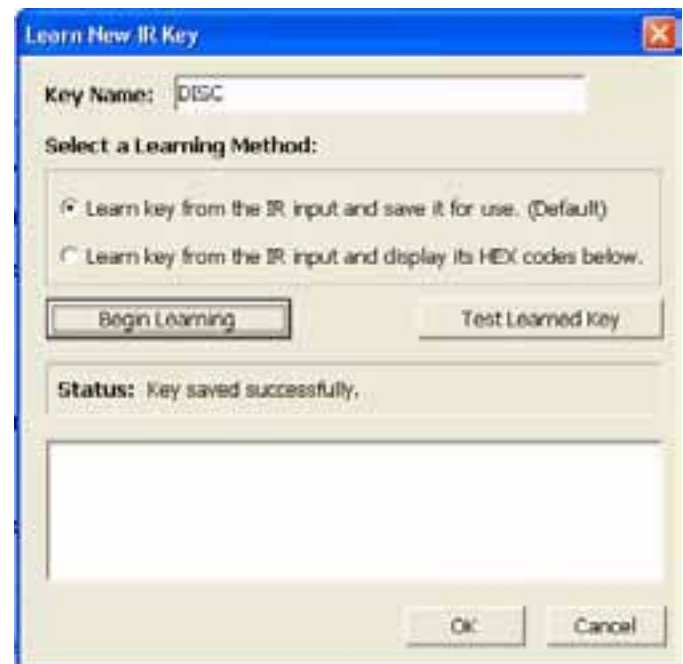 Learn New IR Key
Key Name: DISC
Select a Learning Method:
Learn key from the IR input and save it for use. (Default)
Learn key from the IR input and display its HEX codes below.
Begin Learning Test Learned Key
Status: Key saved successfully.
OK Cancel